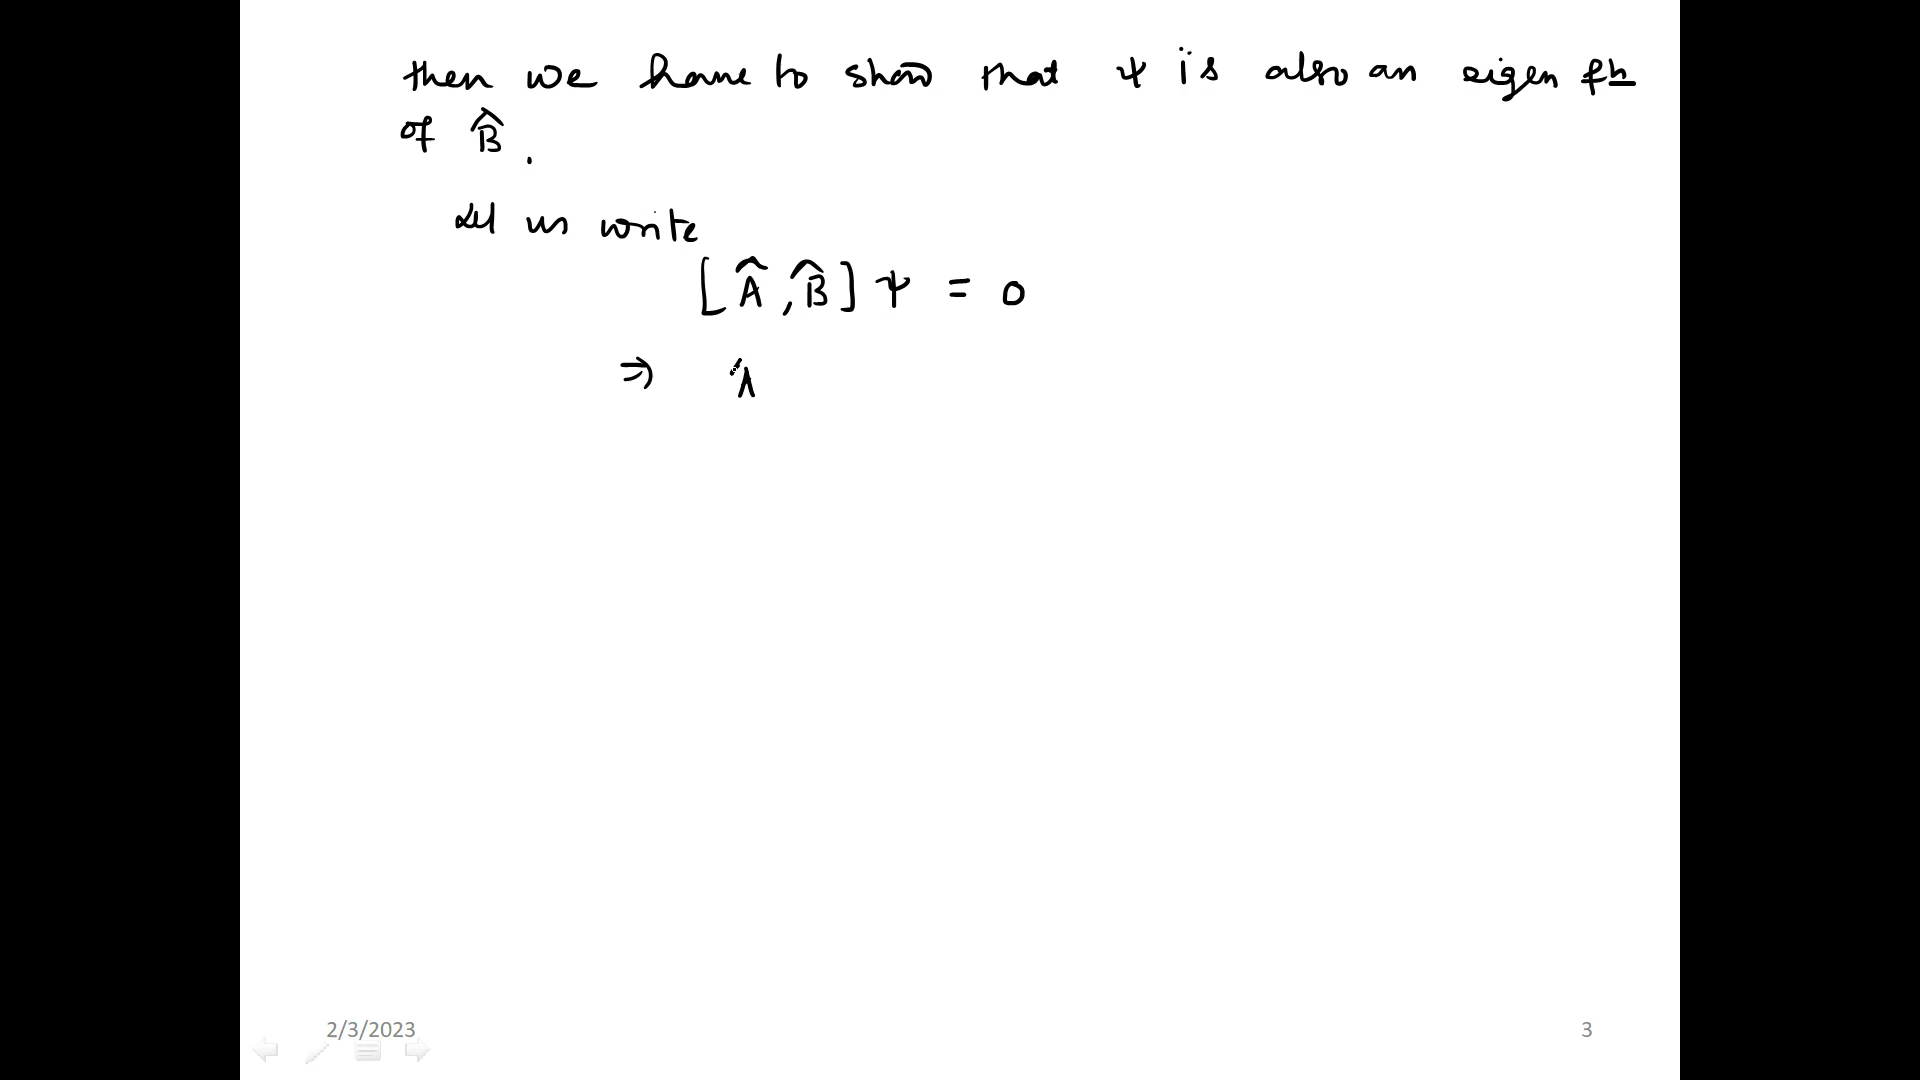 then we have to show that ψ is also an eigen fn
of B̂.
Let us write
[Â, B̂]ψ = 0
⇒
2/3/2023
3